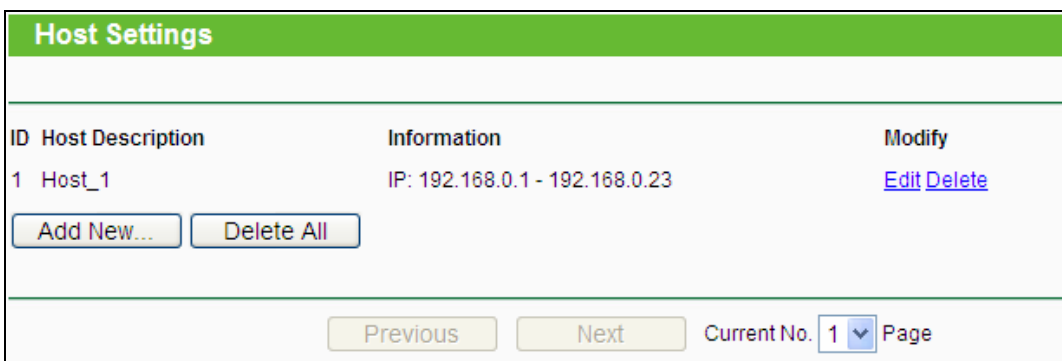 Host Settings
ID Host Description Information Modify
1 Host_1 IP: 192.168.0.1 - 192.168.0.23 Edit Delete
Add New... Delete All
Previous Next Current No. 1 Page